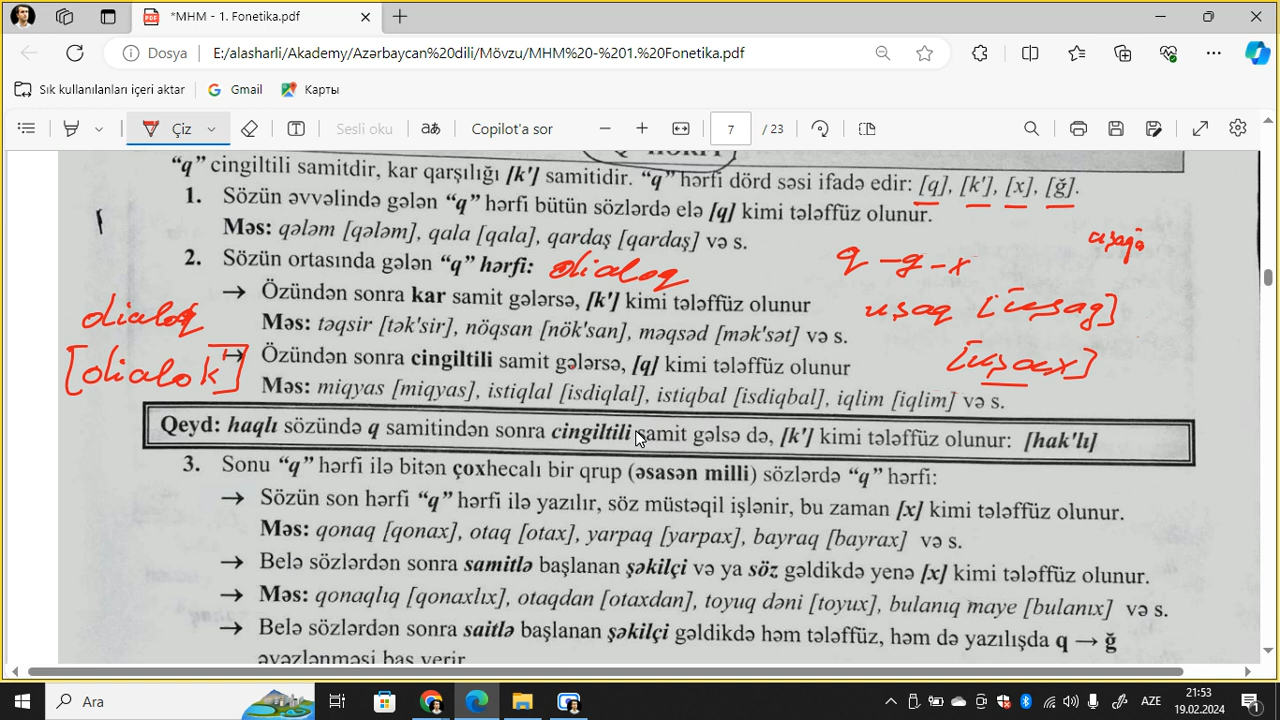 *MHM - 1. Fonetika.pdf
Dosya E:/alasharli/Akademy/Azərbaycan%20dili/Mövzu/MHM%20-%201.%20Fonetika.pdf
Sık kullanılanları içeri aktar Gmail Карты
Çiz Sesli oku aあ Copilot'a sor 7 / 23
"Q" HƏRFİ
"q" cingiltili samitdir, kar qarşılığı [k'] samitidir. "q" hərfi dörd səsi ifadə edir: [q], [k'], [x], [ğ].
1. Sözün əvvəlində gələn "q" hərfi bütün sözlərdə elə [q] kimi tələffüz olunur.
Məs: qələm [qələm], qala [qala], qardaş [qardaş] və s.
uşağa
2. Sözün ortasında gələn "q" hərfi: dialoq
q - g - x
→ Özündən sonra kar samit gələrsə, [k'] kimi tələffüz olunur
dialoq
uşaq [uşag]
Məs: təqsir [tək'sir], nöqsan [nök'san], məqsəd [mək'sət] və s.
→ Özündən sonra cingiltili samit gələrsə, [q] kimi tələffüz olunur
[dialok']
[uşax]
Məs: miqyas [miqyas], istiqlal [isdiqlal], istiqbal [isdiqbal], iqlim [iqlim] və s.
Qeyd: haqlı sözündə q samitindən sonra cingiltili samit gəlsə də, [k'] kimi tələffüz olunur: [hak'lı]
3. Sonu "q" hərfi ilə bitən çoxhecalı bir qrup (əsasən milli) sözlərdə "q" hərfi:
→ Sözün son hərfi "q" hərfi ilə yazılır, söz müstəqil işlənir, bu zaman [x] kimi tələffüz olunur.
Məs: qonaq [qonax], otaq [otax], yarpaq [yarpax], bayraq [bayrax] və s.
→ Belə sözlərdən sonra samitlə başlanan şəkilçi və ya söz gəldikdə yenə [x] kimi tələffüz olunur.
→ Məs: qonaqlıq [qonaxlıx], otaqdan [otaxdan], toyuq dəni [toyux], bulanıq maye [bulanıx] və s.
→ Belə sözlərdən sonra saitlə başlanan şəkilçi gəldikdə həm tələffüz, həm də yazılışda q → ğ
əvəzlənməsi baş verir
Ara AZE 21:53
19.02.2024